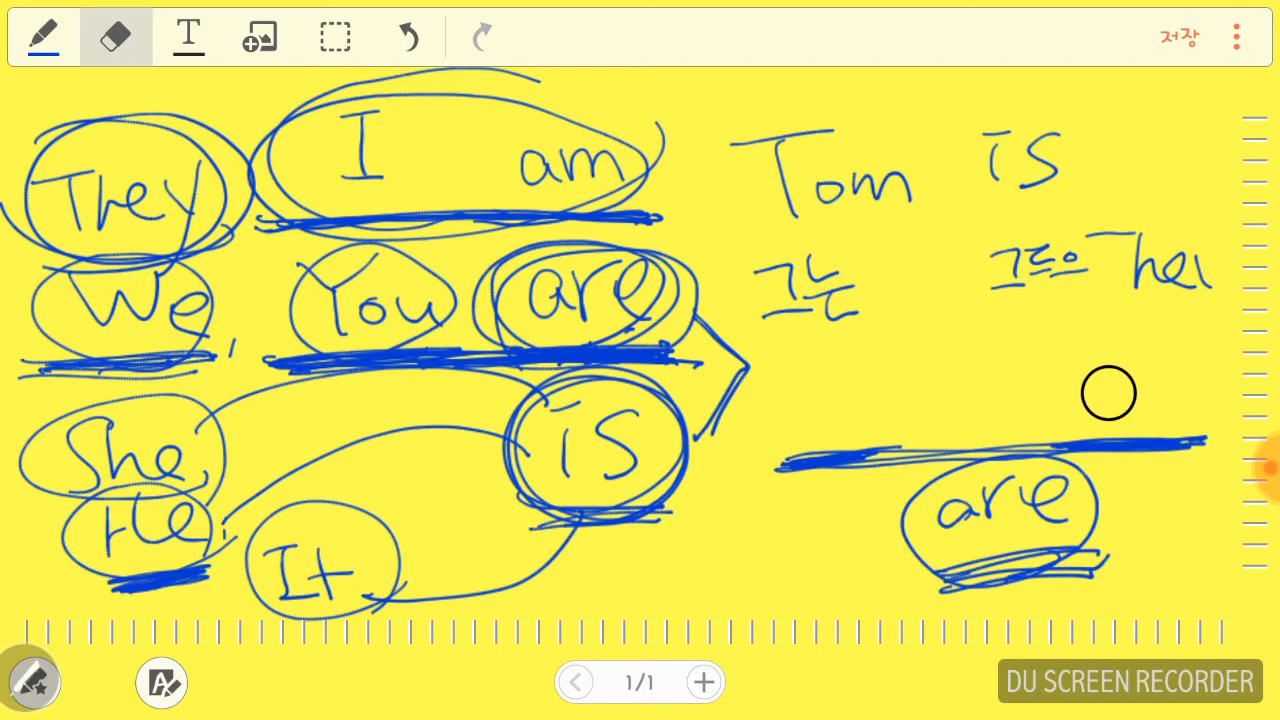 T
저장
They I am
Tom is
We, You are
그는
그들은 The
She,
is
He,
It
are
1/1
A
DU SCREEN RECORDER